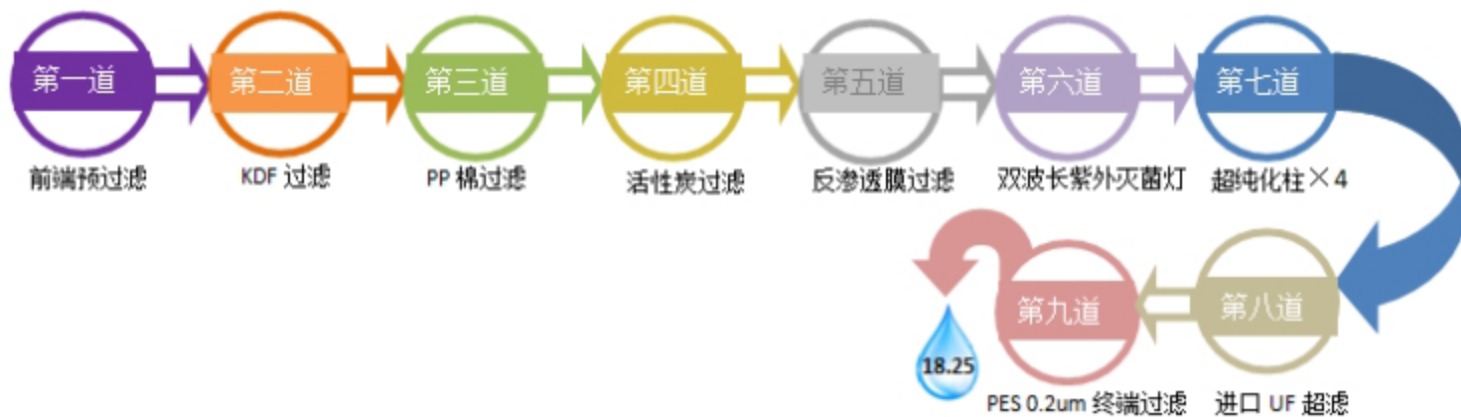 第一道
前端预过滤
第二道
KDF 过滤
第三道
PP 棉过滤
第四道
活性炭过滤
第五道
反渗透膜过滤
第六道
双波长紫外灭菌灯
第七道
超纯化柱×4
第八道
进口 UF 超滤
第九道
PES 0.2um 终端过滤
18.25